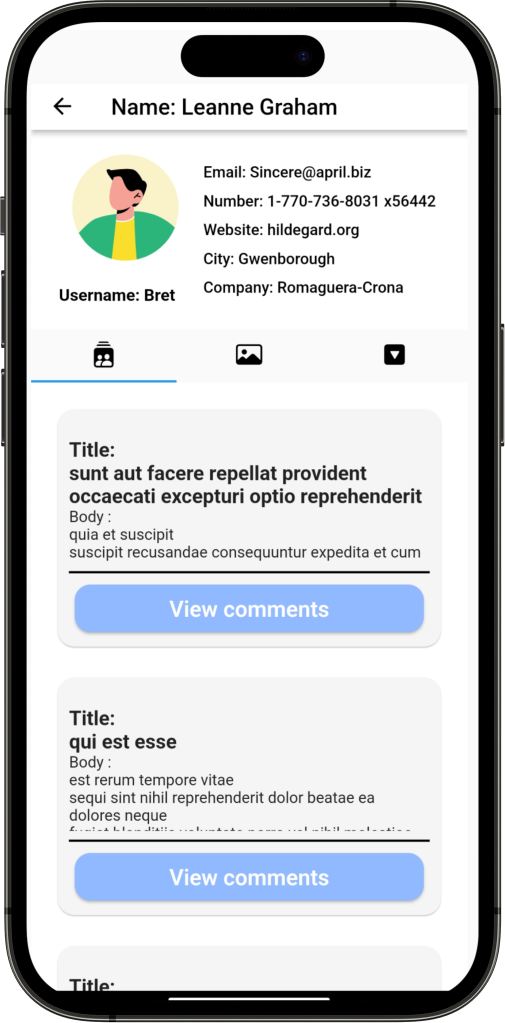 Name: Leanne Graham
Email: Sincere@april.biz
Number: 1-770-736-8031 x56442
Website: hildegard.org
City: Gwenborough
Company: Romaguera-Crona
Username: Bret
Title:
sunt aut facere repellat provident
occaecati excepturi optio reprehenderit
Body :
quia et suscipit
suscipit recusandae consequuntur expedita et cum
View comments
Title:
qui est esse
Body :
est rerum tempore vitae
sequi sint nihil reprehenderit dolor beatae ea
dolores neque
View comments
Title: